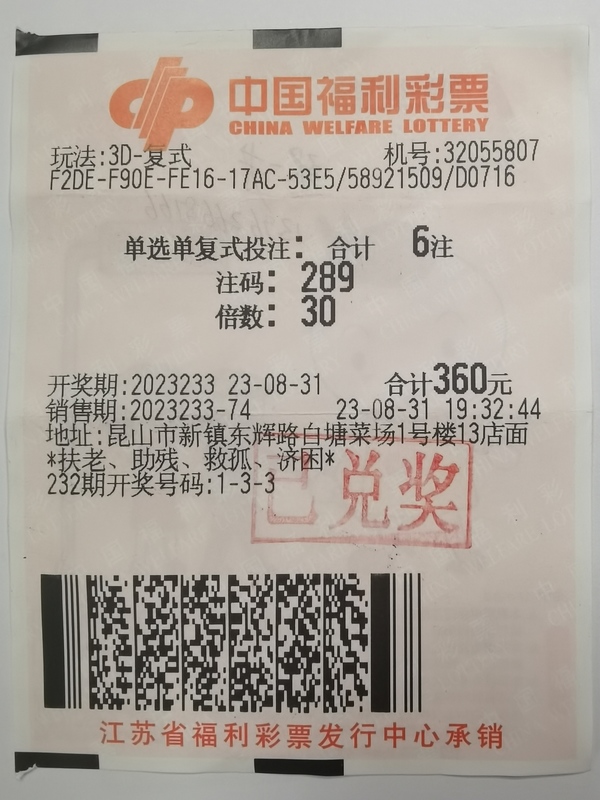 中国福利彩票
CHINA WELFARE LOTTERY
玩法:3D-复式 机号:32055807
F2DE-F90E-FE16-17AC-53E5/58921509/D0716
单选单复式投注: 合计 6注
注码: 289
倍数: 30
开奖期:2023233 23-08-31 合计360元
销售期:2023233-74 23-08-31 19:32:44
地址:昆山市新镇东辉路白塘菜场1号楼13店面
*扶老、助残、救孤、济困*
232期开奖号码:1-3-3
已兑奖
江苏省福利彩票发行中心承销